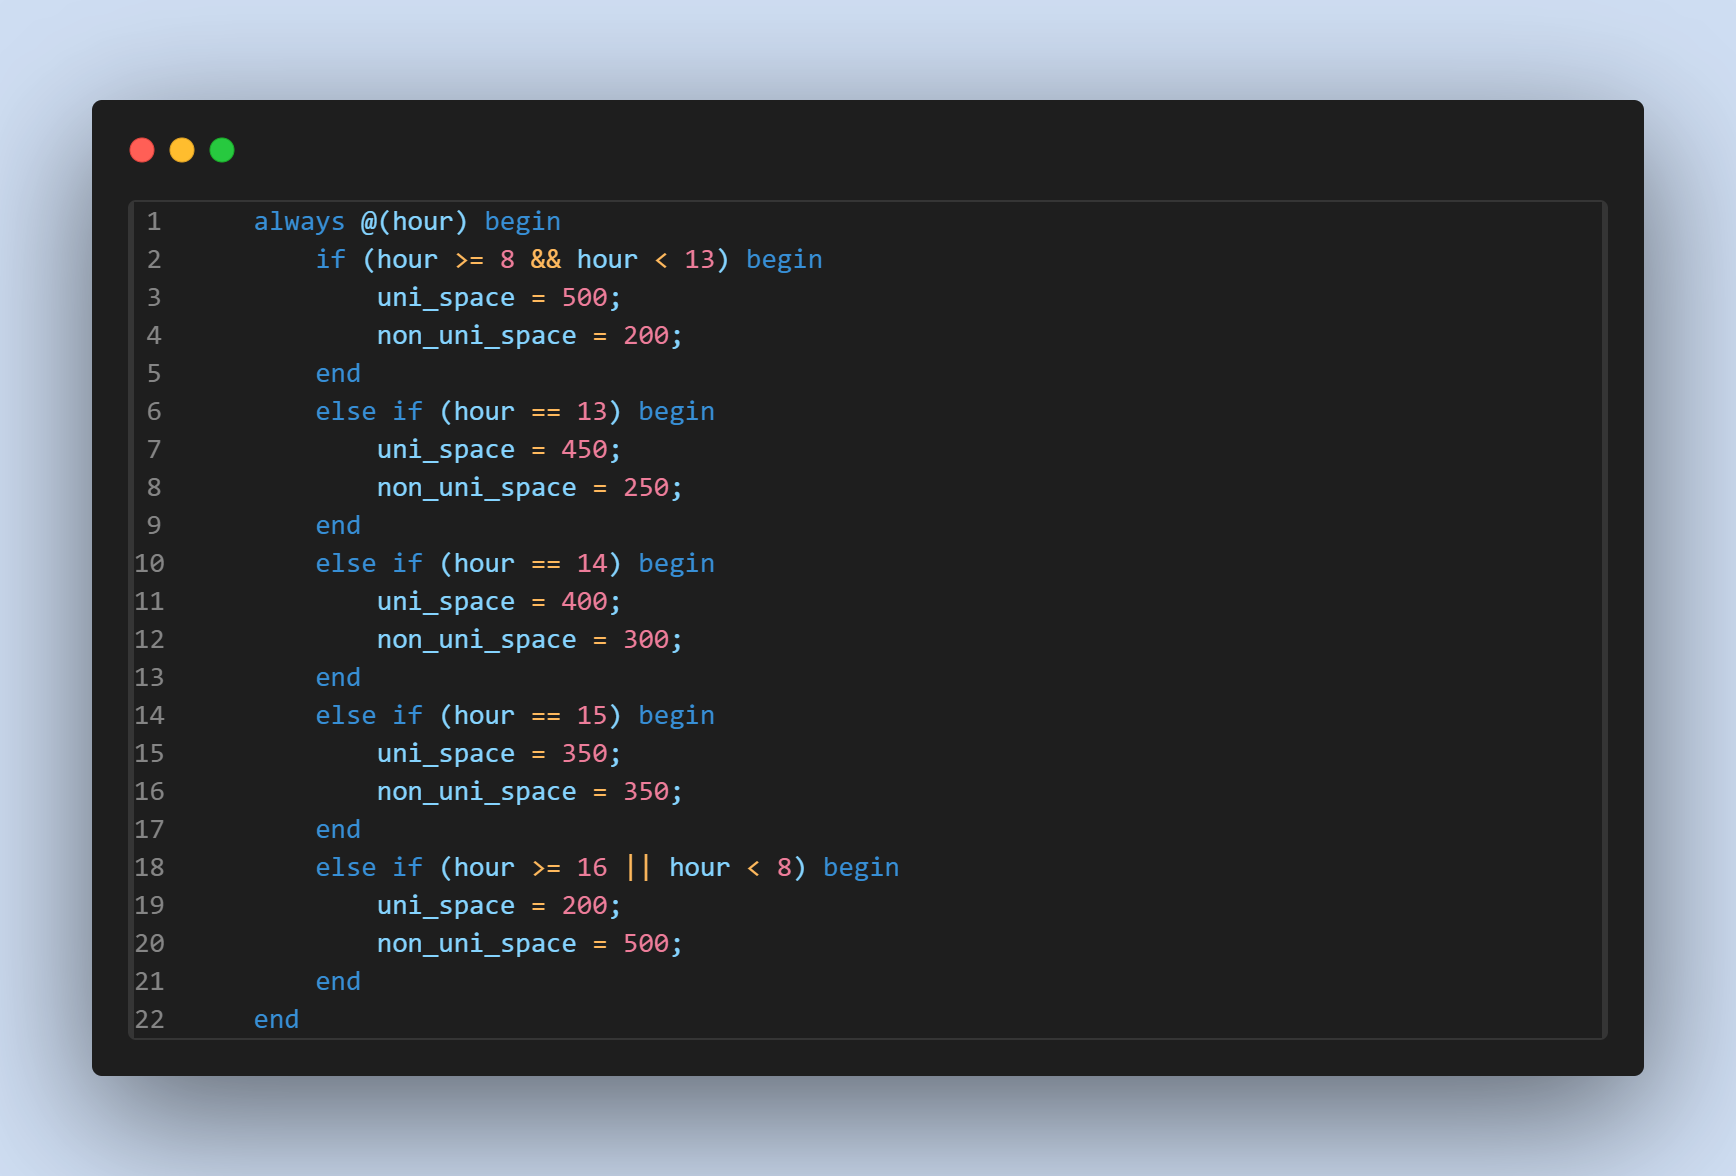 1 always @(hour) begin
2 if (hour >= 8 && hour < 13) begin
3 uni_space = 500;
4 non_uni_space = 200;
5 end
6 else if (hour == 13) begin
7 uni_space = 450;
8 non_uni_space = 250;
9 end
10 else if (hour == 14) begin
11 uni_space = 400;
12 non_uni_space = 300;
13 end
14 else if (hour == 15) begin
15 uni_space = 350;
16 non_uni_space = 350;
17 end
18 else if (hour >= 16 || hour < 8) begin
19 uni_space = 200;
20 non_uni_space = 500;
21 end
22 end